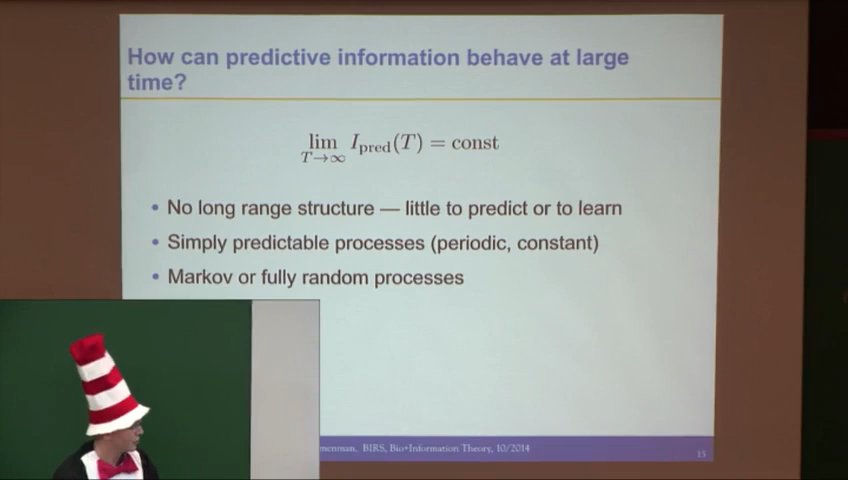 How can predictive information behave at large
time?
lim I_pred(T) = const
T→∞
• No long range structure — little to predict or to learn
• Simply predictable processes (periodic, constant)
• Markov or fully random processes
BIRS, Bio+Information Theory, 10/2014
15